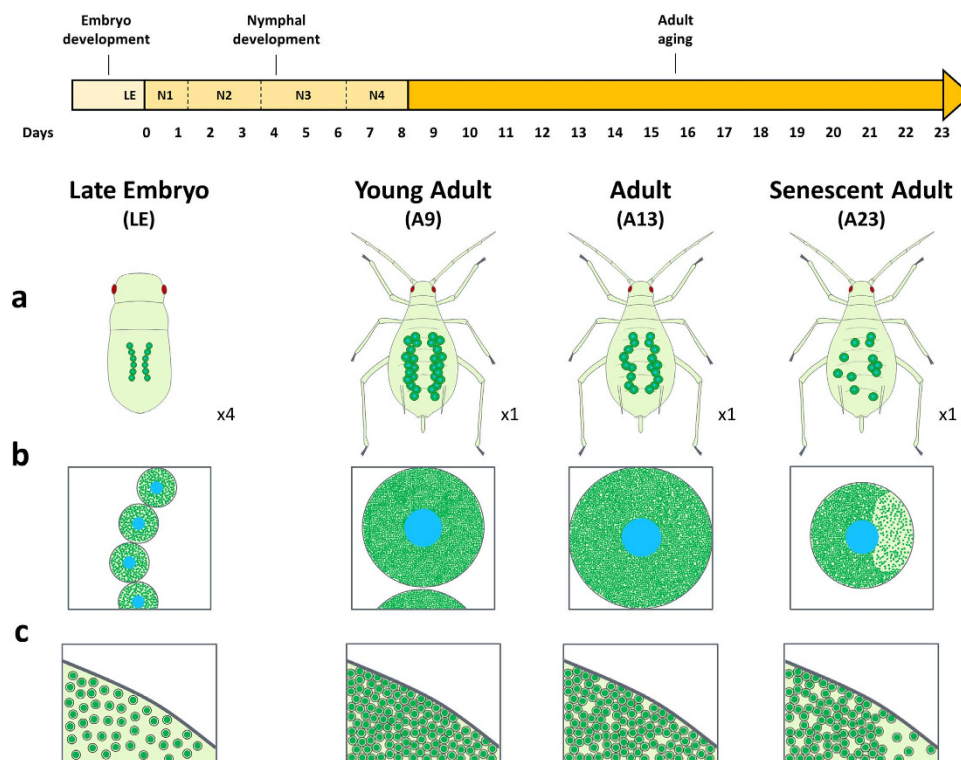 Embryo
development
Nymphal
development
Adult
aging
LE N1 N2 N3 N4
Days 0 1 2 3 4 5 6 7 8 9 10 11 12 13 14 15 16 17 18 19 20 21 22 23
Late Embryo
(LE)
Young Adult
(A9)
Adult
(A13)
Senescent Adult
(A23)
a
x4
x1
x1
x1
b
c